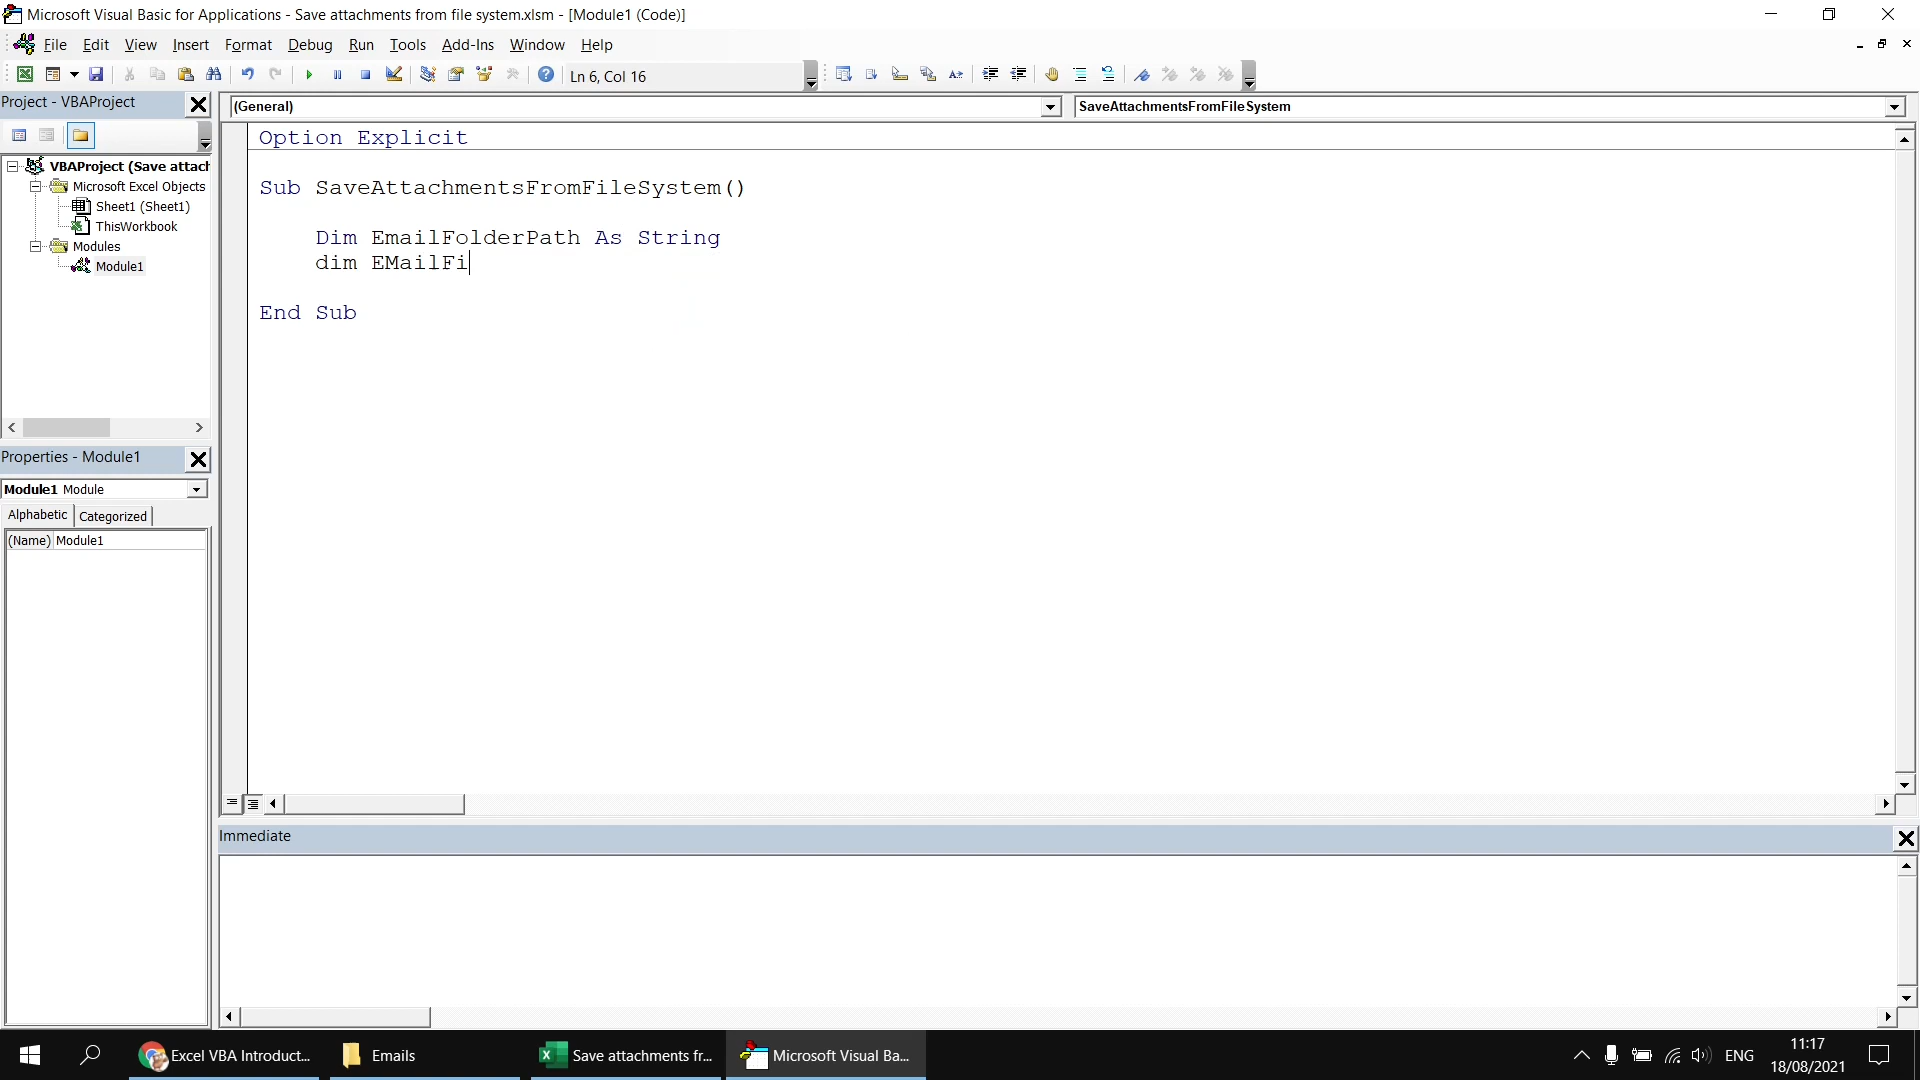 Microsoft Visual Basic for Applications - Save attachments from file system.xlsm - [Module1 (Code)]
File Edit View Insert Format Debug Run Tools Add-Ins Window Help
Ln 6, Col 16
Project - VBAProject
(General)
SaveAttachmentsFromFileSystem
VBAProject (Save attach
Microsoft Excel Objects
Sheet1 (Sheet1)
ThisWorkbook
Modules
Module1
Option Explicit
Sub SaveAttachmentsFromFileSystem()
Dim EmailFolderPath As String
dim EMailFi
End Sub
Properties - Module1
Module1 Module
Alphabetic Categorized
(Name) Module1
Immediate
Excel VBA Introduct...
Emails
Save attachments fr...
Microsoft Visual Ba...
ENG
11:17
18/08/2021